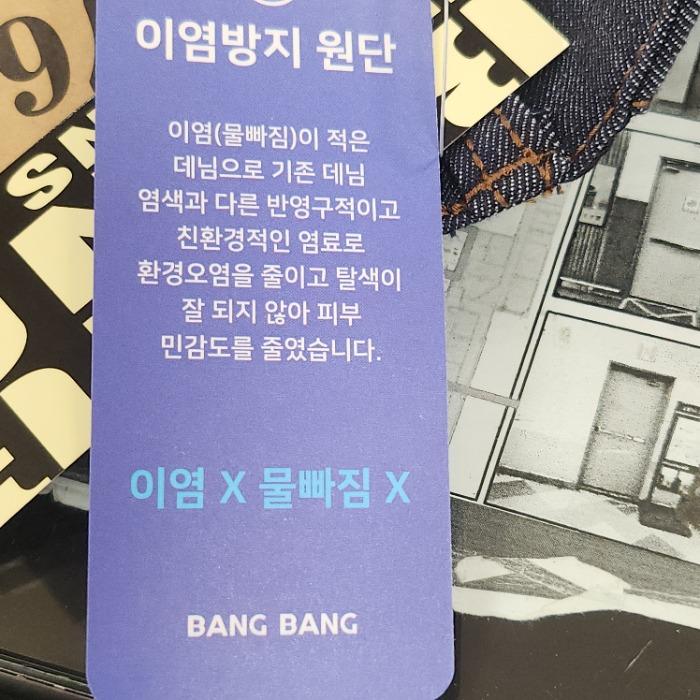 이염방지 원단
이염(물빠짐)이 적은
데님으로 기존 데님
염색과 다른 반영구적이고
친환경적인 염료로
환경오염을 줄이고 탈색이
잘 되지 않아 피부
민감도를 줄였습니다.
이염 X 물빠짐 X
BANG BANG